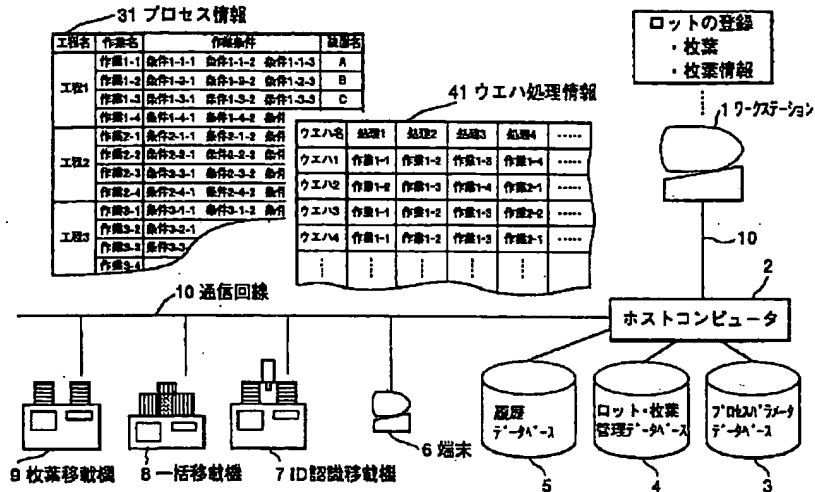 31 プロセス情報
工程名 作業名 作業条件 装置名
工程1
作業1-1 条件1-1-1 条件1-1-2 条件1-1-3 A
作業1-2 条件1-2-1 条件1-2-2 条件1-2-3 B
作業1-3 条件1-3-1 条件1-3-2 条件1-3-3 C
作業1-4 条件1-4-1 条件1-4-2 条件
工程2
作業2-1 条件2-1-1 条件2-1-2 条件
作業2-2 条件2-2-1 条件2-2-2 条件
作業2-3 条件2-3-1 条件2-3-2 条件
作業2-4 条件2-4-1 条件2-4-2 条件
工程3
作業3-1 条件3-1-1 条件3-1-2 条件
作業3-2 条件3-2-1
作業3-3 条件3-3-
作業3-4
41 ウエハ処理情報
ウエハ名 処理1 処理2 処理3 処理4 ‥‥‥
ウエハ1 作業1-1 作業1-2 作業1-3 作業1-4 ‥‥‥
ウエハ2 作業1-2 作業1-3 作業1-4 作業2-1 ‥‥‥
ウエハ3 作業1-1 作業1-2 作業1-3 作業2-2 ‥‥‥
ウエハ4 作業1-1 作業1-2 作業1-3 作業2-1 ‥‥‥
ロットの登録
・枚葉
・枚葉情報
1 ワークステーション
10
2
ホストコンピュータ
10 通信回線
履歴
データベース
5
ロット・枚葉
管理データベース
4
プロセスパラメータ
データベース
3
6 端末
7 ID認識移載機
8 一括移載機
9 枚葉移載機